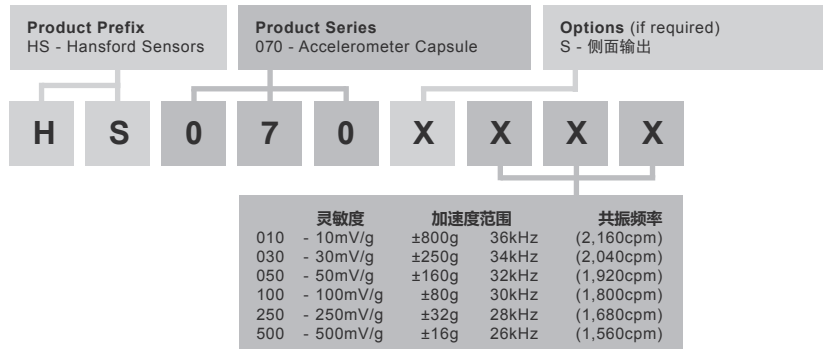 Product Prefix
HS - Hansford Sensors
Product Series
070 - Accelerometer Capsule
Options (if required)
S - 侧面输出
H S 0 7 0 X X X X
灵敏度 加速度范围 共振频率
010 - 10mV/g ±800g 36kHz (2,160cpm)
030 - 30mV/g ±250g 34kHz (2,040cpm)
050 - 50mV/g ±160g 32kHz (1,920cpm)
100 - 100mV/g ±80g 30kHz (1,800cpm)
250 - 250mV/g ±32g 28kHz (1,680cpm)
500 - 500mV/g ±16g 26kHz (1,560cpm)